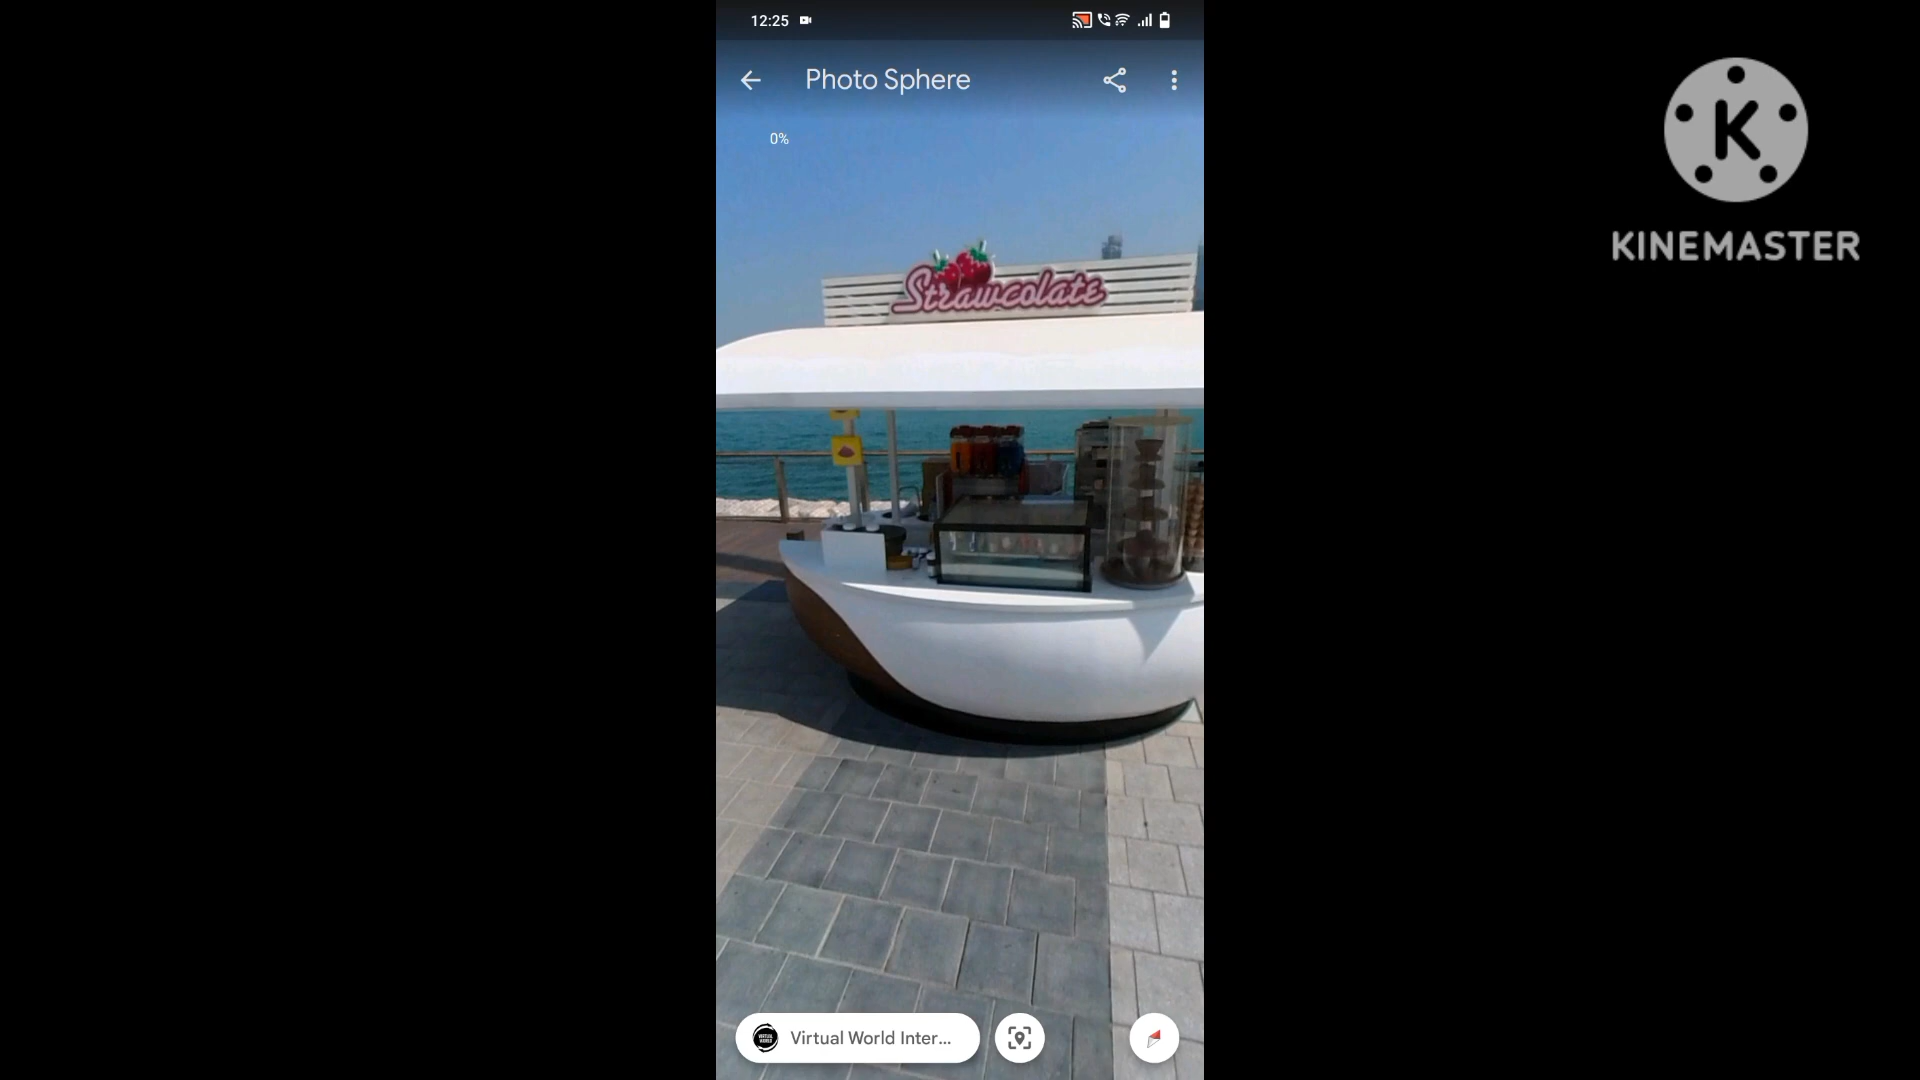 12:25
Photo Sphere
0%
Strawcolate
Virtual World Inter...
K
KINEMASTER